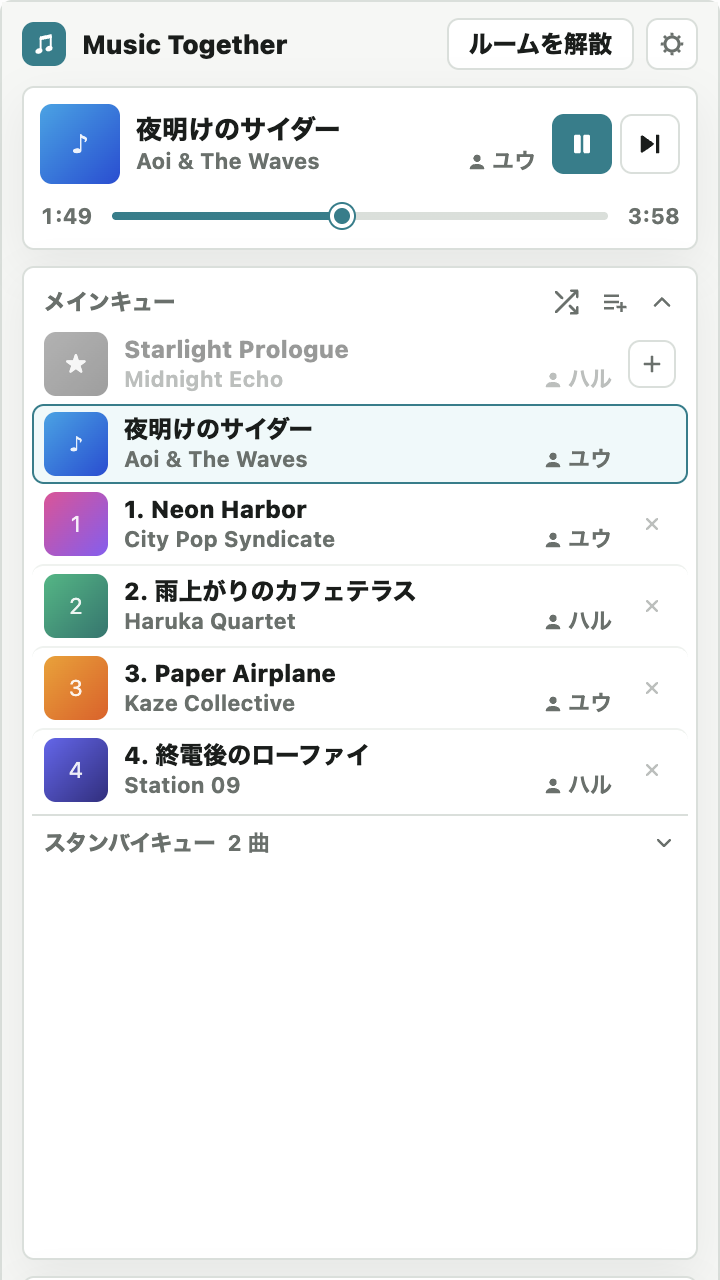 Music Together
ルームを解散
夜明けのサイダー
Aoi & The Waves
ユウ
1:49
3:58
メインキュー
Starlight Prologue
Midnight Echo
ハル
夜明けのサイダー
Aoi & The Waves
ユウ
1
1. Neon Harbor
City Pop Syndicate
ユウ
2
2. 雨上がりのカフェテラス
Haruka Quartet
ハル
3
3. Paper Airplane
Kaze Collective
ユウ
4
4. 終電後のローファイ
Station 09
ハル
スタンバイキュー 2 曲